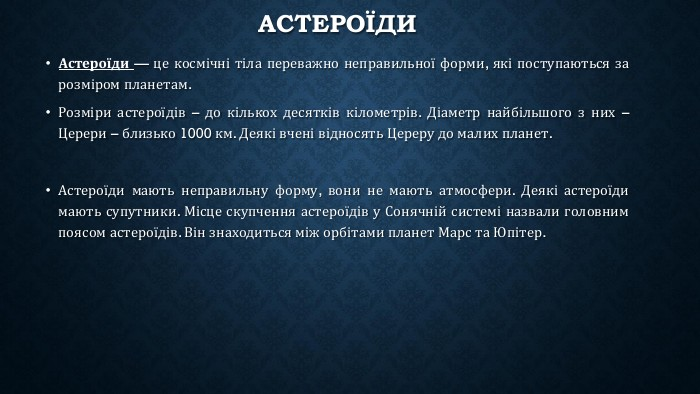 АСТЕРОЇДИ
• Астероїди — це космічні тіла переважно неправильної форми, які поступаються за
розміром планетам.
• Розміри астероїдів – до кількох десятків кілометрів. Діаметр найбільшого з них –
Церери – близько 1000 км. Деякі вчені відносять Цереру до малих планет.
• Астероїди мають неправильну форму, вони не мають атмосфери. Деякі астероїди
мають супутники. Місце скупчення астероїдів у Сонячній системі назвали головним
поясом астероїдів. Він знаходиться між орбітами планет Марс та Юпітер.